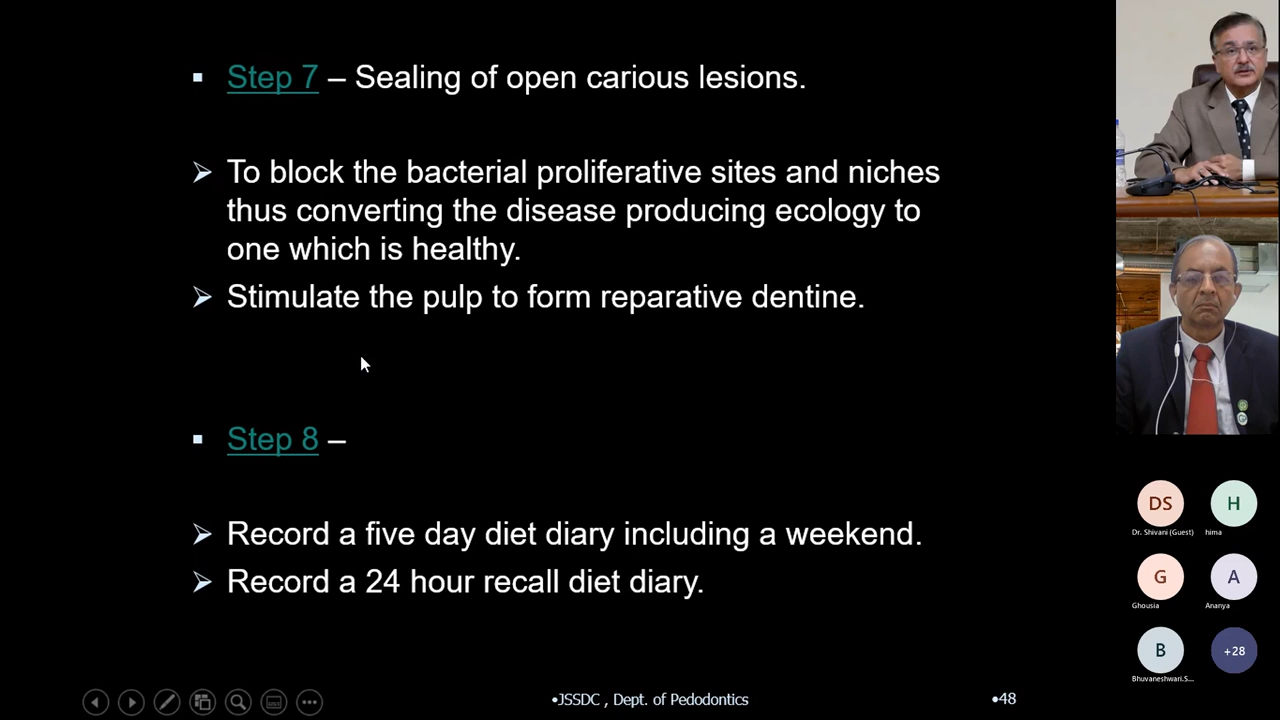 Step 7 – Sealing of open carious lesions.
To block the bacterial proliferative sites and niches
thus converting the disease producing ecology to
one which is healthy.
Stimulate the pulp to form reparative dentine.
Step 8 –
Record a five day diet diary including a weekend.
Record a 24 hour recall diet diary.
•JSSDC , Dept. of Pedodontics
•48
DS
H
Dr. Shivani (Guest)
hima
G
A
Ghousia
Ananya
B
+28
Bhuvaneshwari.S...